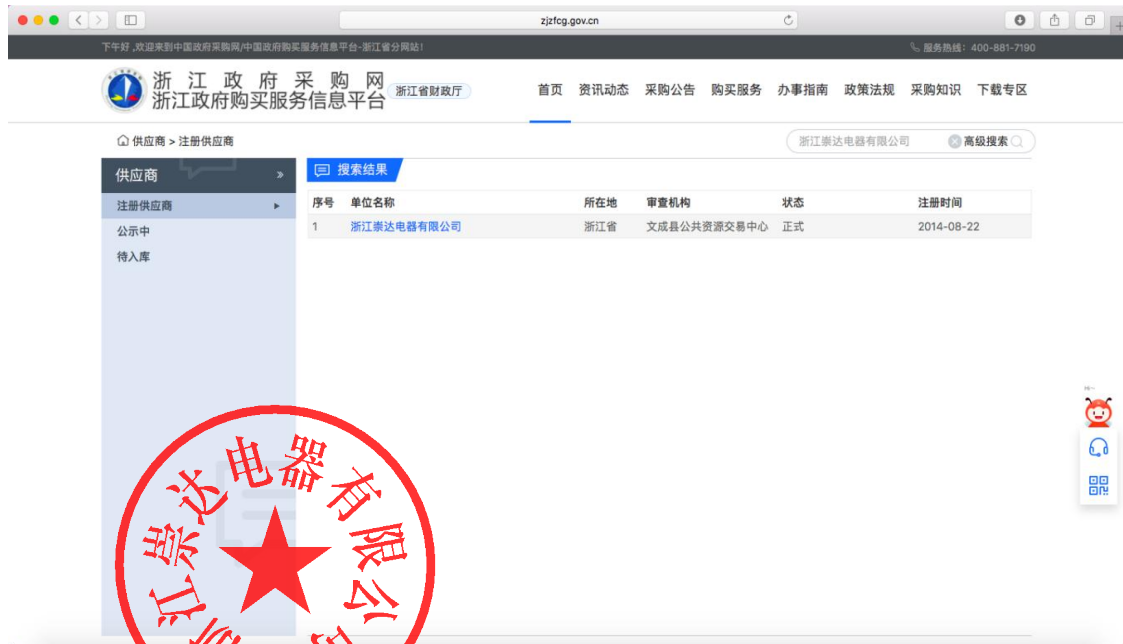 zjzfcg.gov.cn
下午好 ,欢迎来到中国政府采购网/中国政府购买服务信息平台-浙江省分网站!
服务热线: 400-881-7190
浙江政府采购网
浙江政府购买服务信息平台
浙江省财政厅
首页 资讯动态 采购公告 购买服务 办事指南 政策法规 采购知识 下载专区
供应商 > 注册供应商
浙江崇达电器有限公司 高级搜索
供应商 »
注册供应商
公示中
待入库
搜索结果
序号 单位名称 所在地 审查机构 状态 注册时间
1 浙江崇达电器有限公司 浙江省 文成县公共资源交易中心 正式 2014-08-22
浙江崇达电器有限公司